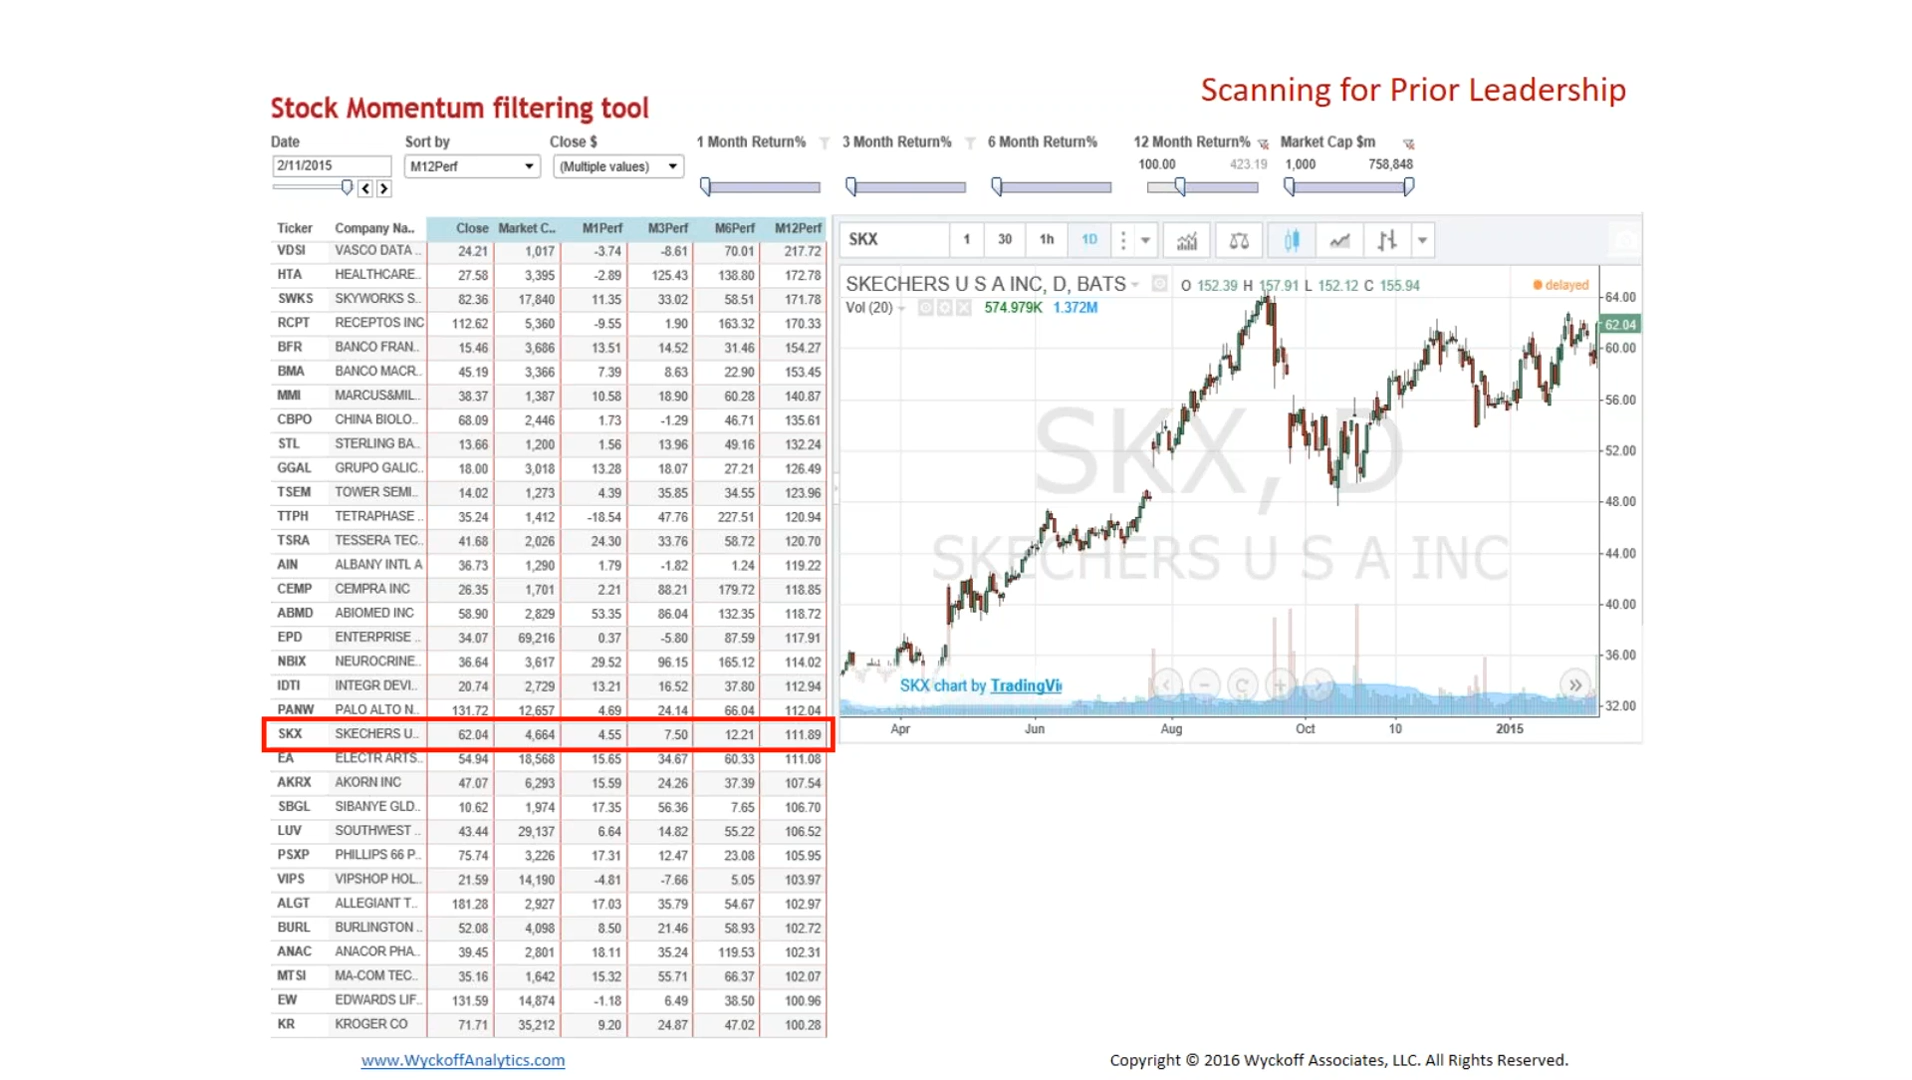 Scanning for Prior Leadership
Stock Momentum filtering tool
Date Sort by Close $ 1 Month Return% 3 Month Return% 6 Month Return% 12 Month Return% Market Cap $m
2/11/2015 M12Perf (Multiple values) 100.00 423.19 1,000 758,848
Ticker Company Na.. Close Market C.. M1Perf M3Perf M6Perf M12Perf
VDSI VASCO DATA .. 24.21 1,017 -3.74 -8.61 70.01 217.72
HTA HEALTHCARE.. 27.58 3,395 -2.89 125.43 138.80 172.78
SWKS SKYWORKS S.. 82.36 17,840 11.35 33.02 58.51 171.78
RCPT RECEPTOS INC 112.62 5,360 -9.55 1.90 163.32 170.33
BFR BANCO FRAN.. 15.46 3,686 13.51 14.52 31.46 154.27
BMA BANCO MACR.. 45.19 3,366 7.39 8.63 22.90 153.45
MMI MARCUS&MIL.. 38.37 1,387 10.58 18.90 60.28 140.87
CBPO CHINA BIOLO.. 68.09 2,446 1.73 -1.29 46.71 135.61
STL STERLING BA.. 13.66 1,200 1.56 13.96 49.16 132.24
GGAL GRUPO GALIC.. 18.00 3,018 13.28 18.07 27.21 126.49
TSEM TOWER SEMI.. 14.02 1,273 4.39 35.85 34.55 123.96
TTPH TETRAPHASE .. 35.24 1,412 -18.54 47.76 227.51 120.94
TSRA TESSERA TEC.. 41.68 2,026 24.30 33.76 58.72 120.70
AIN ALBANY INTL A 36.73 1,290 1.79 -1.82 1.24 119.22
CEMP CEMPRA INC 26.35 1,701 2.21 88.21 179.72 118.85
ABMD ABIOMED INC 58.90 2,829 53.35 86.04 132.35 118.72
EPD ENTERPRISE .. 34.07 69,216 0.37 -5.80 87.59 117.91
NBIX NEUROCRINE.. 36.64 3,617 29.52 96.15 165.12 114.02
IDTI INTEGR DEVI.. 20.74 2,729 13.21 16.52 37.80 112.94
PANW PALO ALTO N.. 131.72 12,657 4.69 24.14 66.04 112.04
SKX SKECHERS U.. 62.04 4,664 4.55 7.50 12.21 111.89
EA ELECTR ARTS.. 54.94 18,568 15.65 34.67 60.33 111.08
AKRX AKORN INC 47.07 6,293 15.59 24.26 37.39 107.54
SBGL SIBANYE GLD.. 10.62 1,974 17.35 56.36 7.65 106.70
LUV SOUTHWEST .. 43.44 29,137 6.64 14.82 55.22 106.52
PSXP PHILLIPS 66 P.. 75.74 3,226 17.31 12.47 23.08 105.95
VIPS VIPSHOP HOL.. 21.59 14,190 -4.81 -7.66 5.05 103.97
ALGT ALLEGIANT T.. 181.28 2,927 17.03 35.79 54.67 102.97
BURL BURLINGTON .. 52.08 4,098 8.50 21.46 58.93 102.72
ANAC ANACOR PHA.. 39.45 2,801 18.11 35.24 119.53 102.31
MTSI MA-COM TEC.. 35.16 1,642 15.32 55.71 66.37 102.07
EW EDWARDS LIF.. 131.59 14,874 -1.18 6.49 38.50 100.96
KR KROGER CO 71.71 35,212 9.20 24.87 47.02 100.28
SKX 1 30 1h 1D
SKECHERS U S A INC, D, BATS O 152.39 H 157.91 L 152.12 C 155.94 delayed
Vol (20) 574.979K 1.372M
64.00
62.04
60.00
56.00
52.00
48.00
44.00
40.00
36.00
32.00
SKX, D
SKECHERS U S A INC
SKX chart by TradingVi
Apr Jun Aug Oct 10 2015
www.WyckoffAnalytics.com
Copyright © 2016 Wyckoff Associates, LLC. All Rights Reserved.